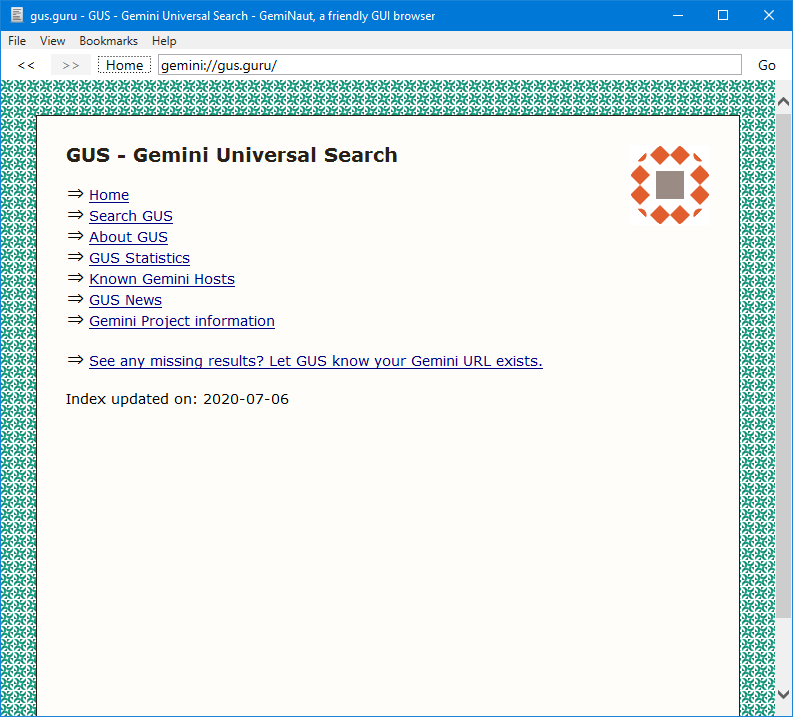 gus.guru - GUS - Gemini Universal Search - GemiNaut, a friendly GUI browser
File View Bookmarks Help
<< >> Home gemini://gus.guru/ Go
GUS - Gemini Universal Search
⇒ Home
⇒ Search GUS
⇒ About GUS
⇒ GUS Statistics
⇒ Known Gemini Hosts
⇒ GUS News
⇒ Gemini Project information
⇒ See any missing results? Let GUS know your Gemini URL exists.
Index updated on: 2020-07-06